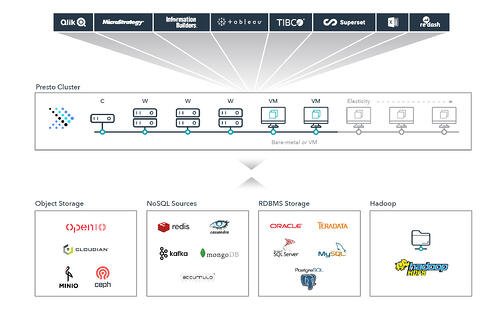 Qlik
MicroStrategy
Information
Builders
tableau
TIBCO
Superset
re:dash
Presto Cluster
C
W
W
W
VM
VM
Elasticity
Bare-metal or VM
Object Storage
NoSQL Sources
RDBMS Storage
Hadoop
OPENIO
CLOUDIAN
MINIO
ceph
redis
cassandra
kafka
mongoDB
accumulo
ORACLE
TERADATA
SQL Server
MySQL
PostgreSQL
hadoop
HDFS